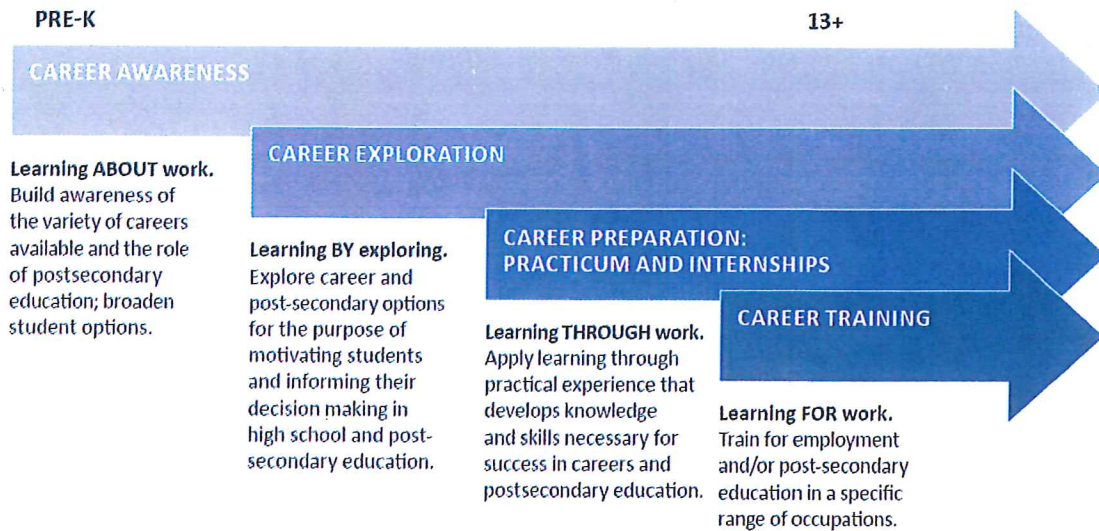 PRE-K
13+
CAREER AWARENESS
Learning ABOUT work.
Build awareness of
the variety of careers
available and the role
of postsecondary
education; broaden
student options.
CAREER EXPLORATION
Learning BY exploring.
Explore career and
post-secondary options
for the purpose of
motivating students
and informing their
decision making in
high school and post-
secondary education.
CAREER PREPARATION:
PRACTICUM AND INTERNSHIPS
Learning THROUGH work.
Apply learning through
practical experience that
develops knowledge
and skills necessary for
success in careers and
postsecondary education.
CAREER TRAINING
Learning FOR work.
Train for employment
and/or post-secondary
education in a specific
range of occupations.